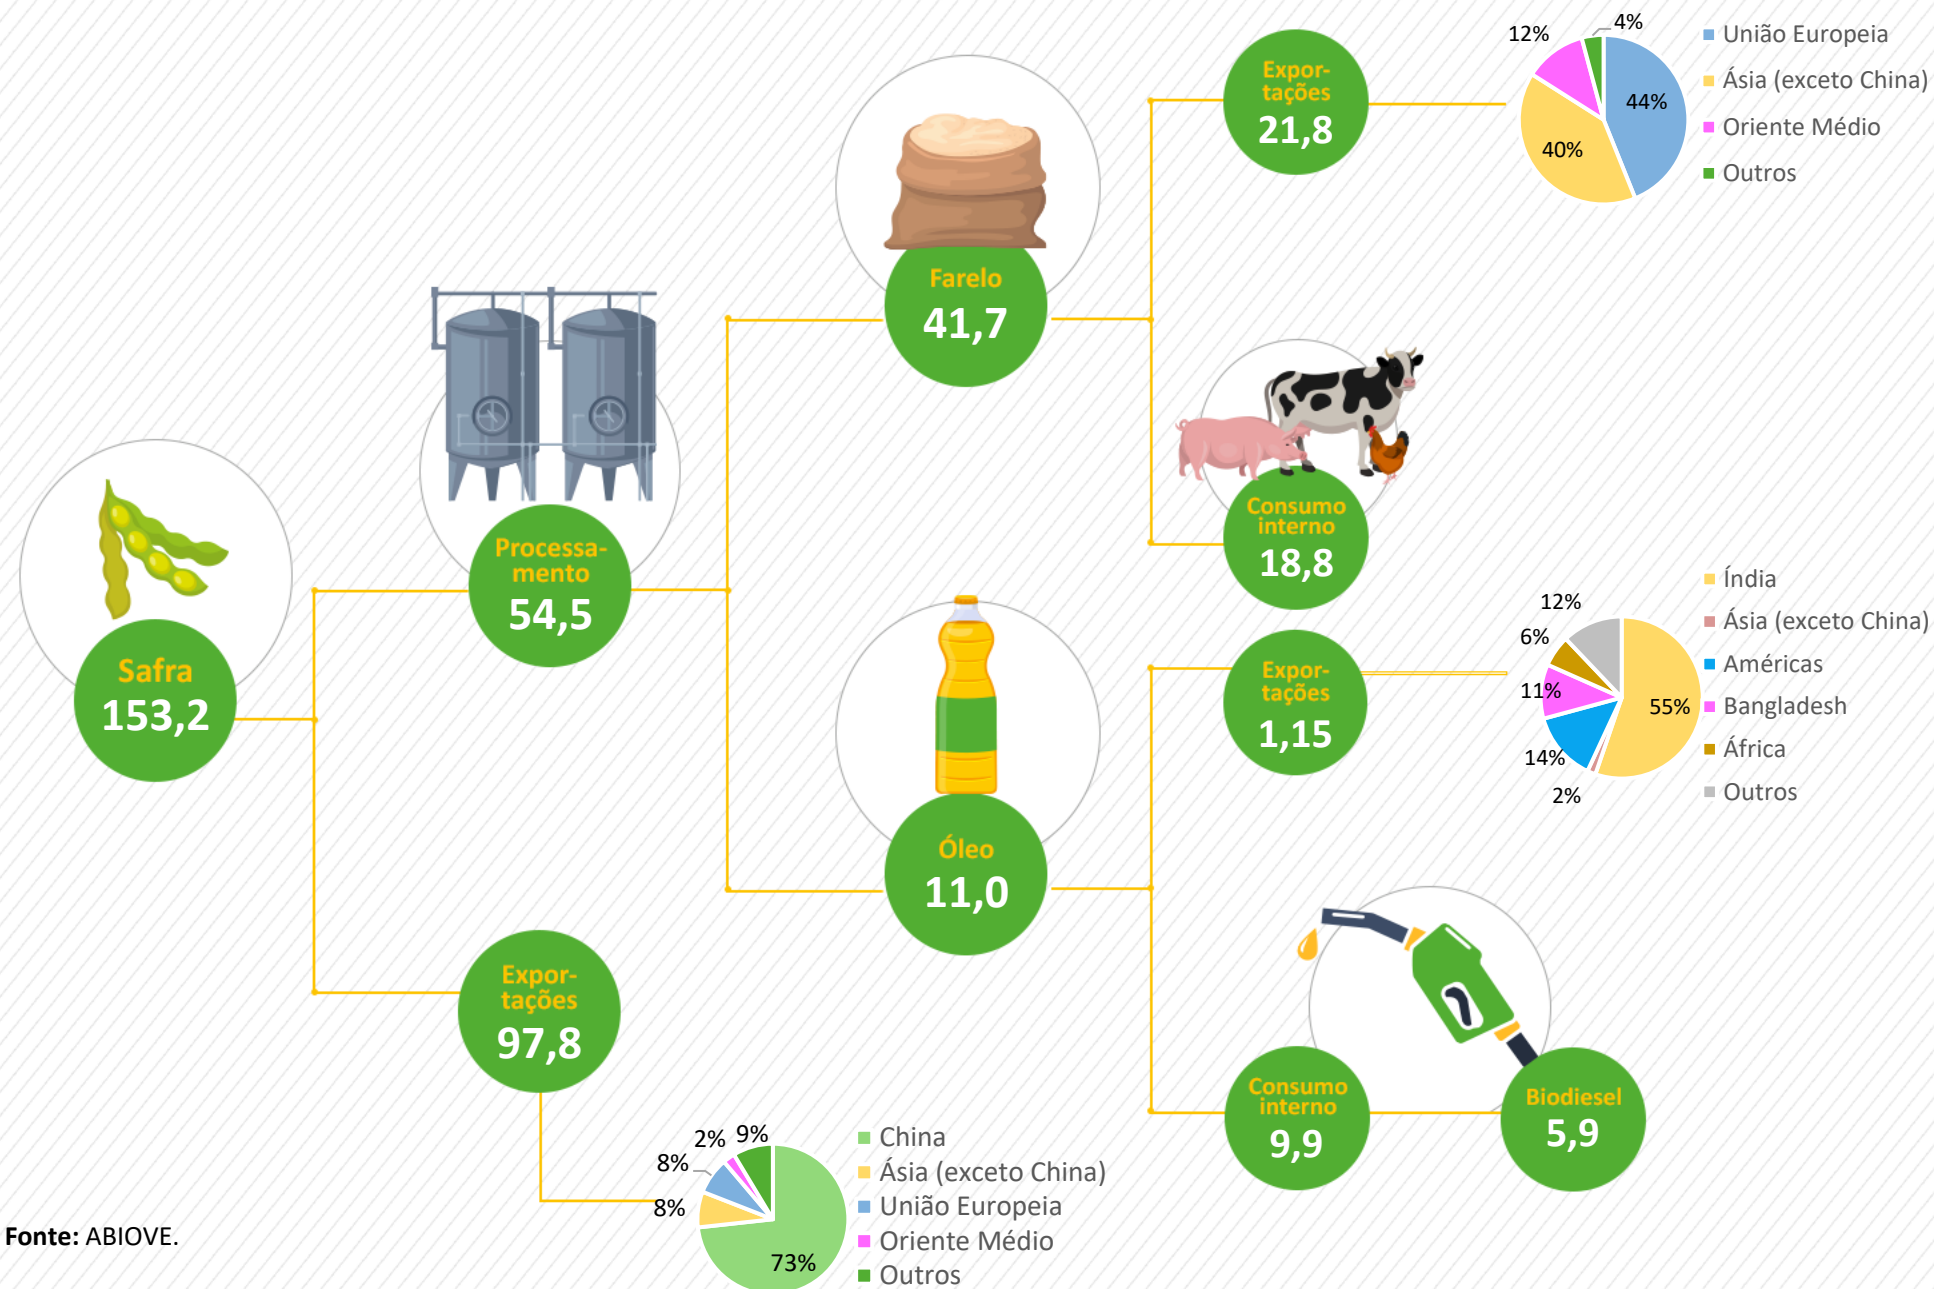 Safra
153,2
Processa-
mento
54,5
Expor-
tações
97,8
2%
9%
8%
8%
73%
China
Ásia (exceto China)
União Europeia
Oriente Médio
Outros
Farelo
41,7
Óleo
11,0
Expor-
tações
21,8
12%
4%
44%
40%
União Europeia
Ásia (exceto China)
Oriente Médio
Outros
Consumo
interno
18,8
Expor-
tações
1,15
12%
6%
11%
55%
14%
2%
Índia
Ásia (exceto China)
Américas
Bangladesh
África
Outros
Consumo
interno
9,9
Biodiesel
5,9
Fonte: ABIOVE.